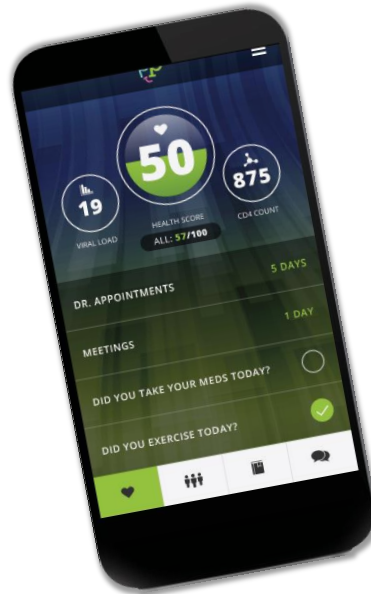 50
19
875
VIRAL LOAD
HEALTH SCORE
CD4 COUNT
ALL: 57/100
DR. APPOINTMENTS
5 DAYS
MEETINGS
1 DAY
DID YOU TAKE YOUR MEDS TODAY?
DID YOU EXERCISE TODAY?